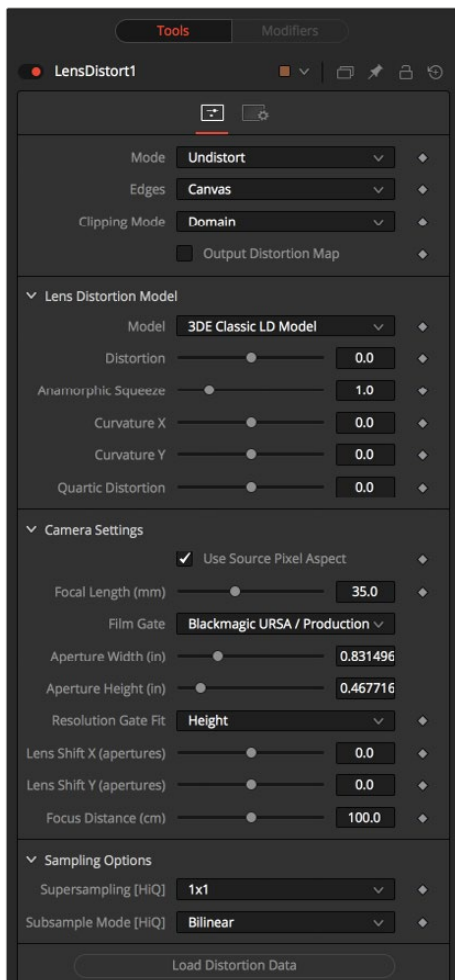 Tools Modifiers
LensDistort1
Mode Undistort
Edges Canvas
Clipping Mode Domain
Output Distortion Map
Lens Distortion Model
Model 3DE Classic LD Model
Distortion 0.0
Anamorphic Squeeze 1.0
Curvature X 0.0
Curvature Y 0.0
Quartic Distortion 0.0
Camera Settings
Use Source Pixel Aspect
Focal Length (mm) 35.0
Film Gate Blackmagic URSA / Production
Aperture Width (in) 0.831496
Aperture Height (in) 0.467716
Resolution Gate Fit Height
Lens Shift X (apertures) 0.0
Lens Shift Y (apertures) 0.0
Focus Distance (cm) 100.0
Sampling Options
Supersampling [HiQ] 1x1
Subsample Mode [HiQ] Bilinear
Load Distortion Data